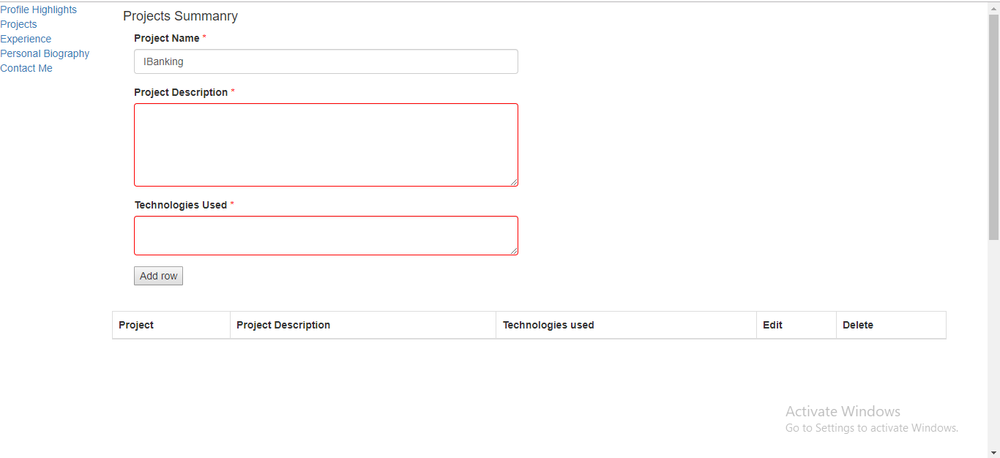 Profile Highlights
Projects
Experience
Personal Biography
Contact Me
Projects Summanry
Project Name *
IBanking
Project Description *
Technologies Used *
Add row
Project Project Description Technologies used Edit Delete
Activate Windows
Go to Settings to activate Windows.